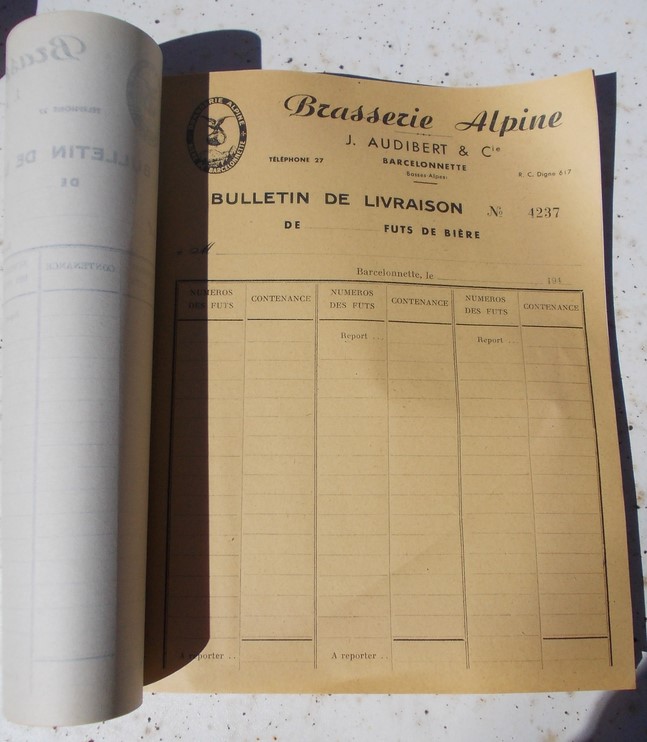 Brasserie Alpine
BRASSERIE ALPINE
BARCELONNETTE
J. AUDIBERT & Cie
TÉLÉPHONE 27
BARCELONNETTE
Basses-Alpes
R. C. Digne 617
BULLETIN DE LIVRAISON Nº 4237
DE FUTS DE BIÈRE
M
Barcelonnette, le 194
NUMEROS DES FUTS CONTENANCE NUMEROS DES FUTS CONTENANCE NUMEROS DES FUTS CONTENANCE
Report .. Report ..
A reporter .. A reporter ..